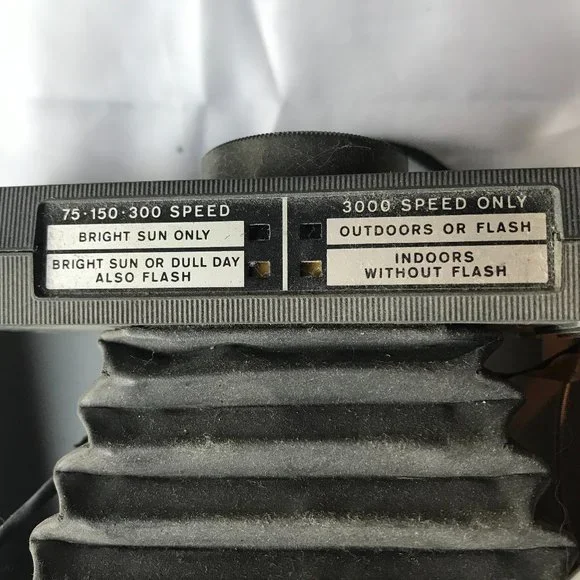 75·150·300 SPEED
BRIGHT SUN ONLY
BRIGHT SUN OR DULL DAY
ALSO FLASH
3000 SPEED ONLY
OUTDOORS OR FLASH
INDOORS
WITHOUT FLASH